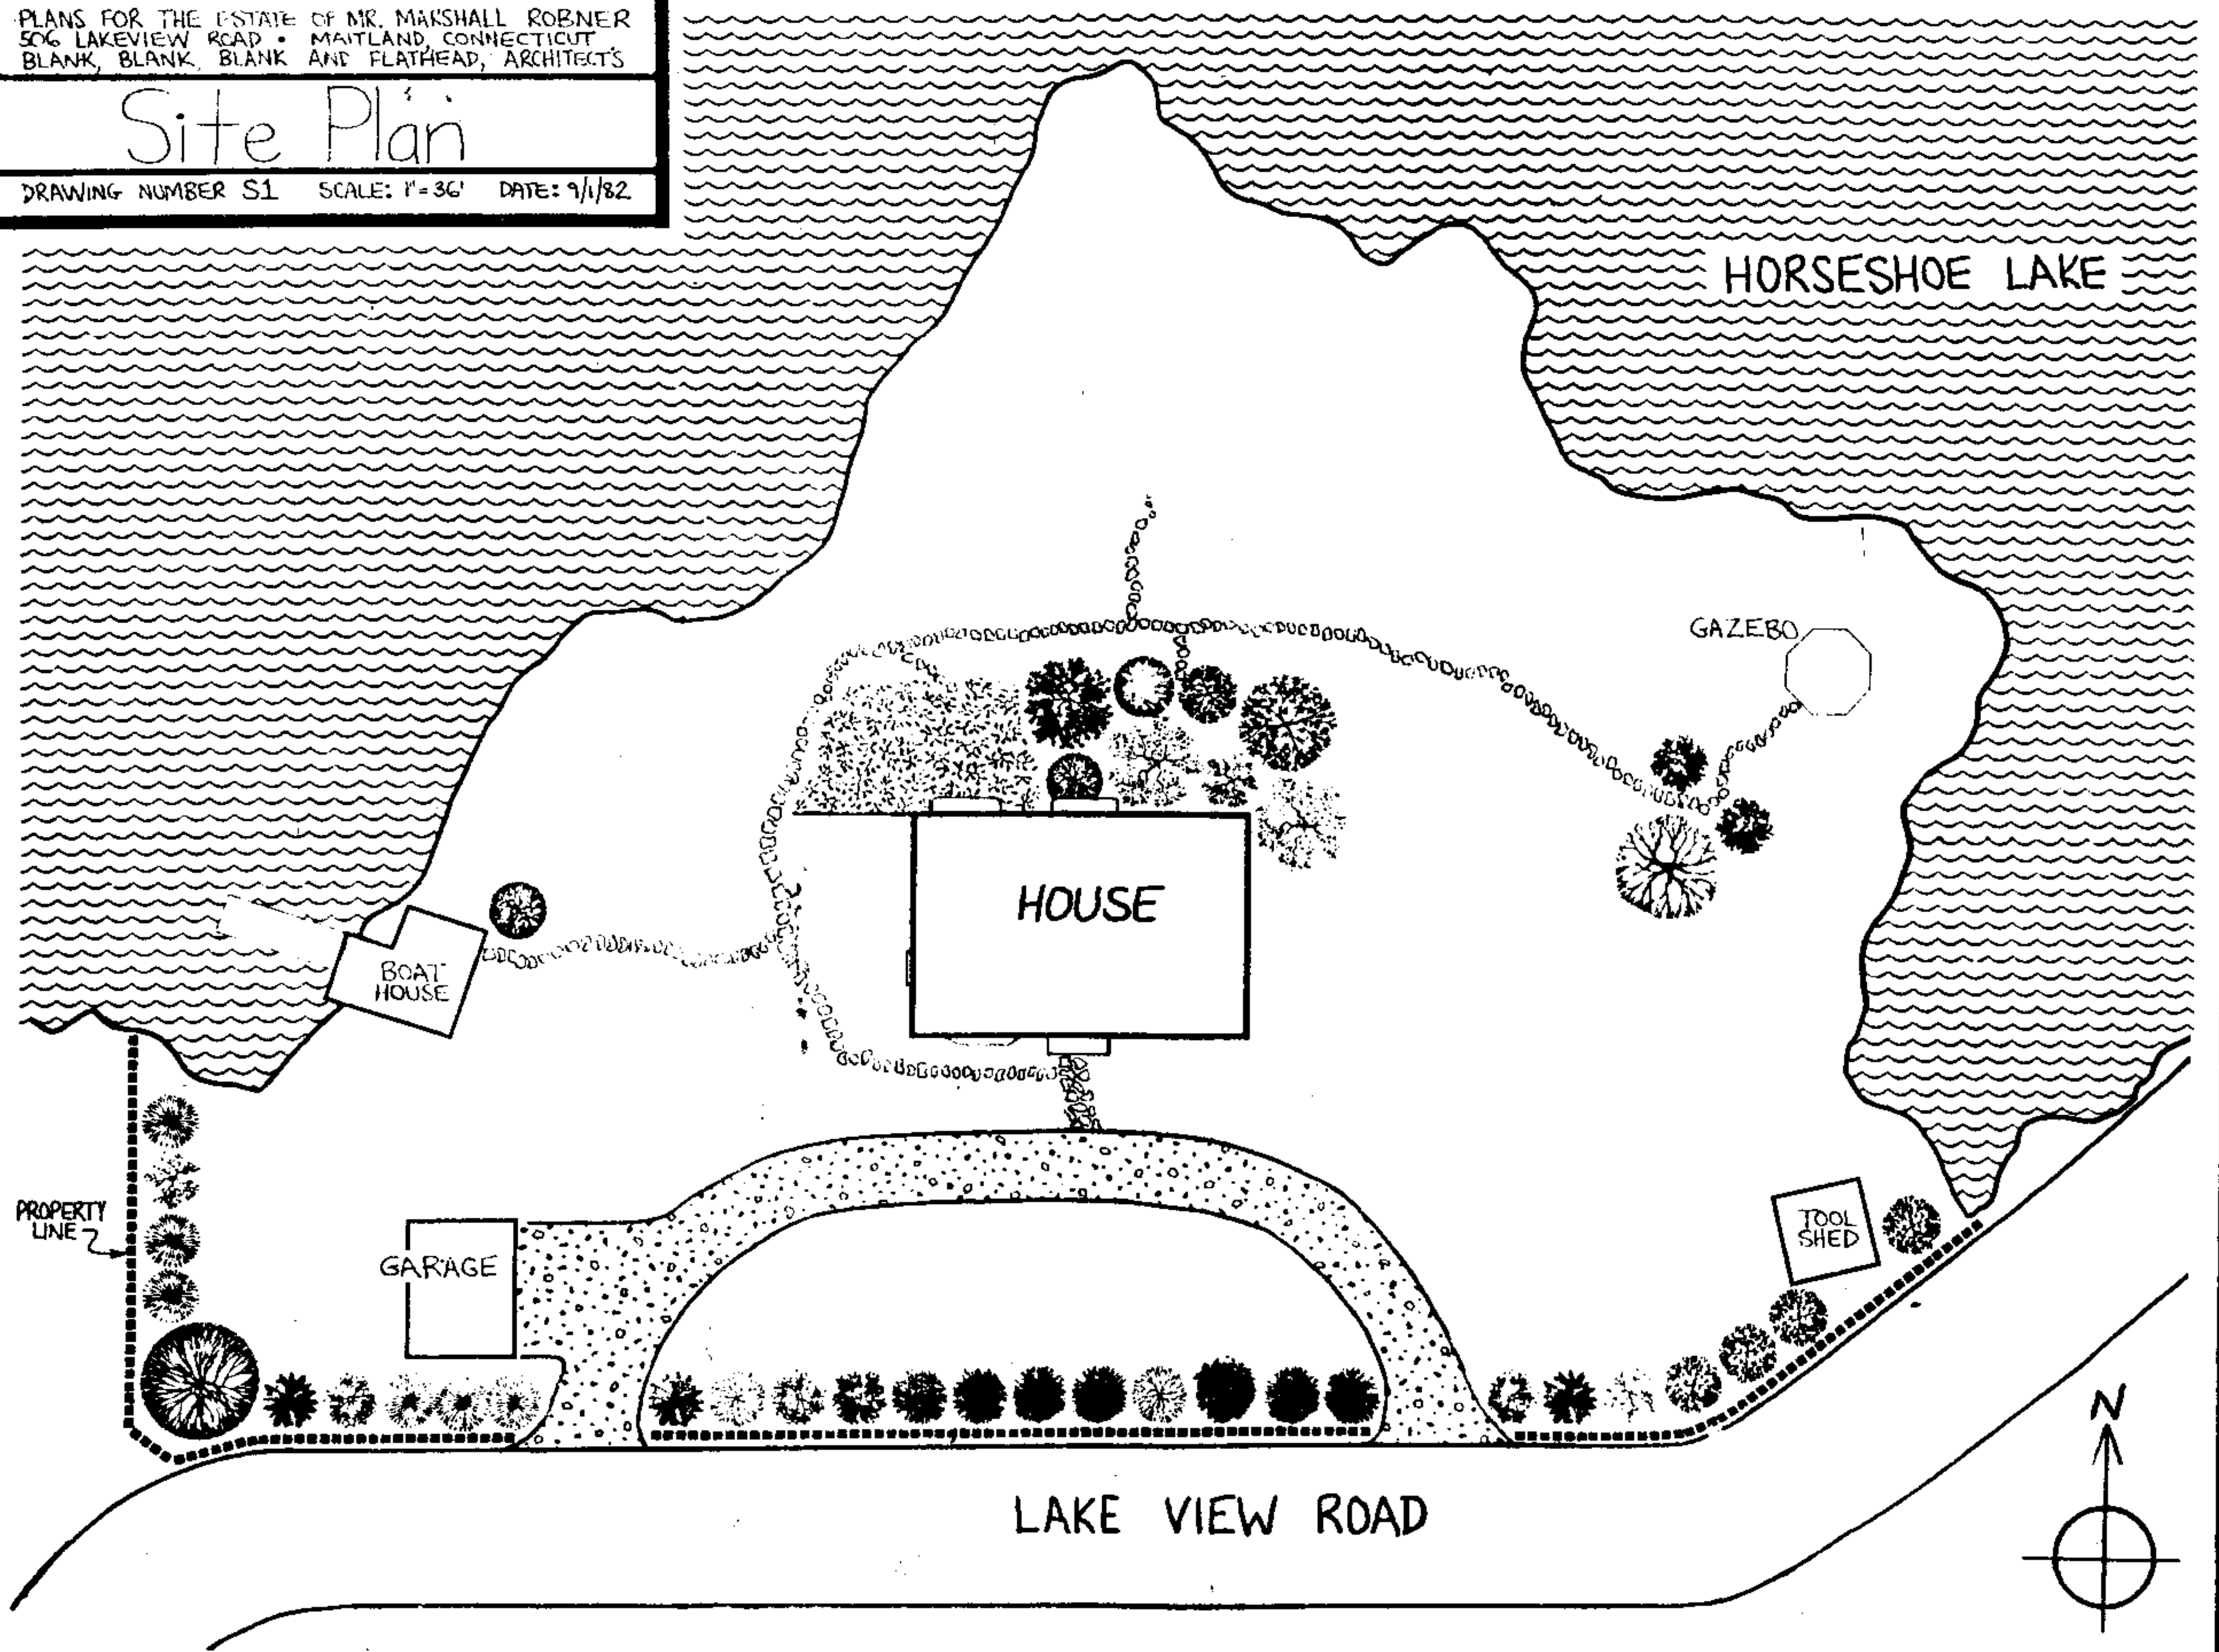 PLANS FOR THE ESTATE OF MR. MARSHALL ROBNER
506 LAKEVIEW ROAD • MAITLAND, CONNECTICUT
BLANK, BLANK, BLANK AND FLATHEAD, ARCHITECTS
Site Plan
DRAWING NUMBER S1 SCALE: 1"=36' DATE: 9/1/82
HORSESHOE LAKE
GAZEBO
HOUSE
BOAT
HOUSE
PROPERTY
LINE
GARAGE
TOOL
SHED
N
LAKE VIEW ROAD